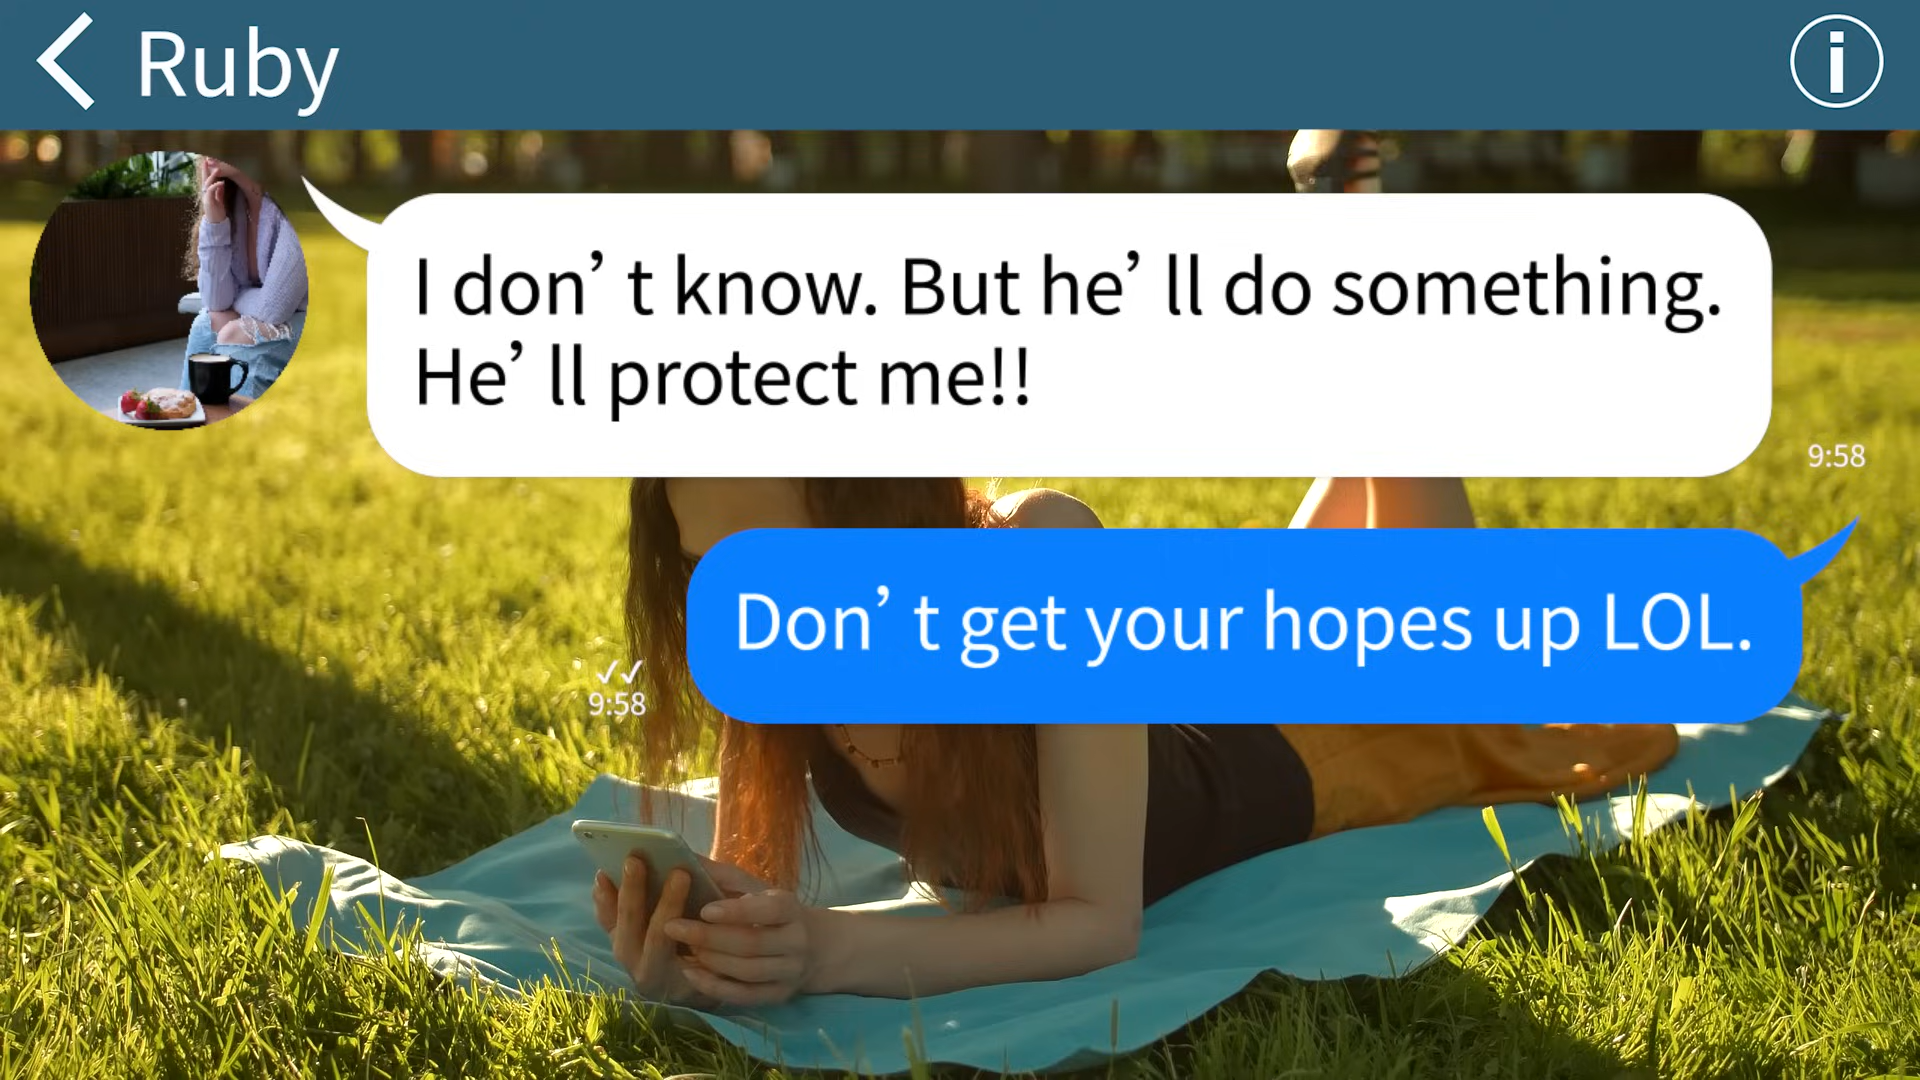 Ruby
I don’t know. But he’ll do something.
He’ll protect me!!
9:58
Don’t get your hopes up LOL.
9:58